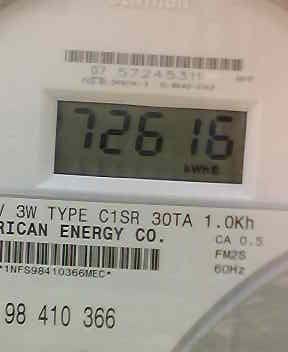 07 57245311
72616
kWhs
V 3W TYPE C1SR 30TA 1.0Kh
RICAN ENERGY CO.
CA 0.5
FM2S
60Hz
*1NFS98410366MEC*
98 410 366